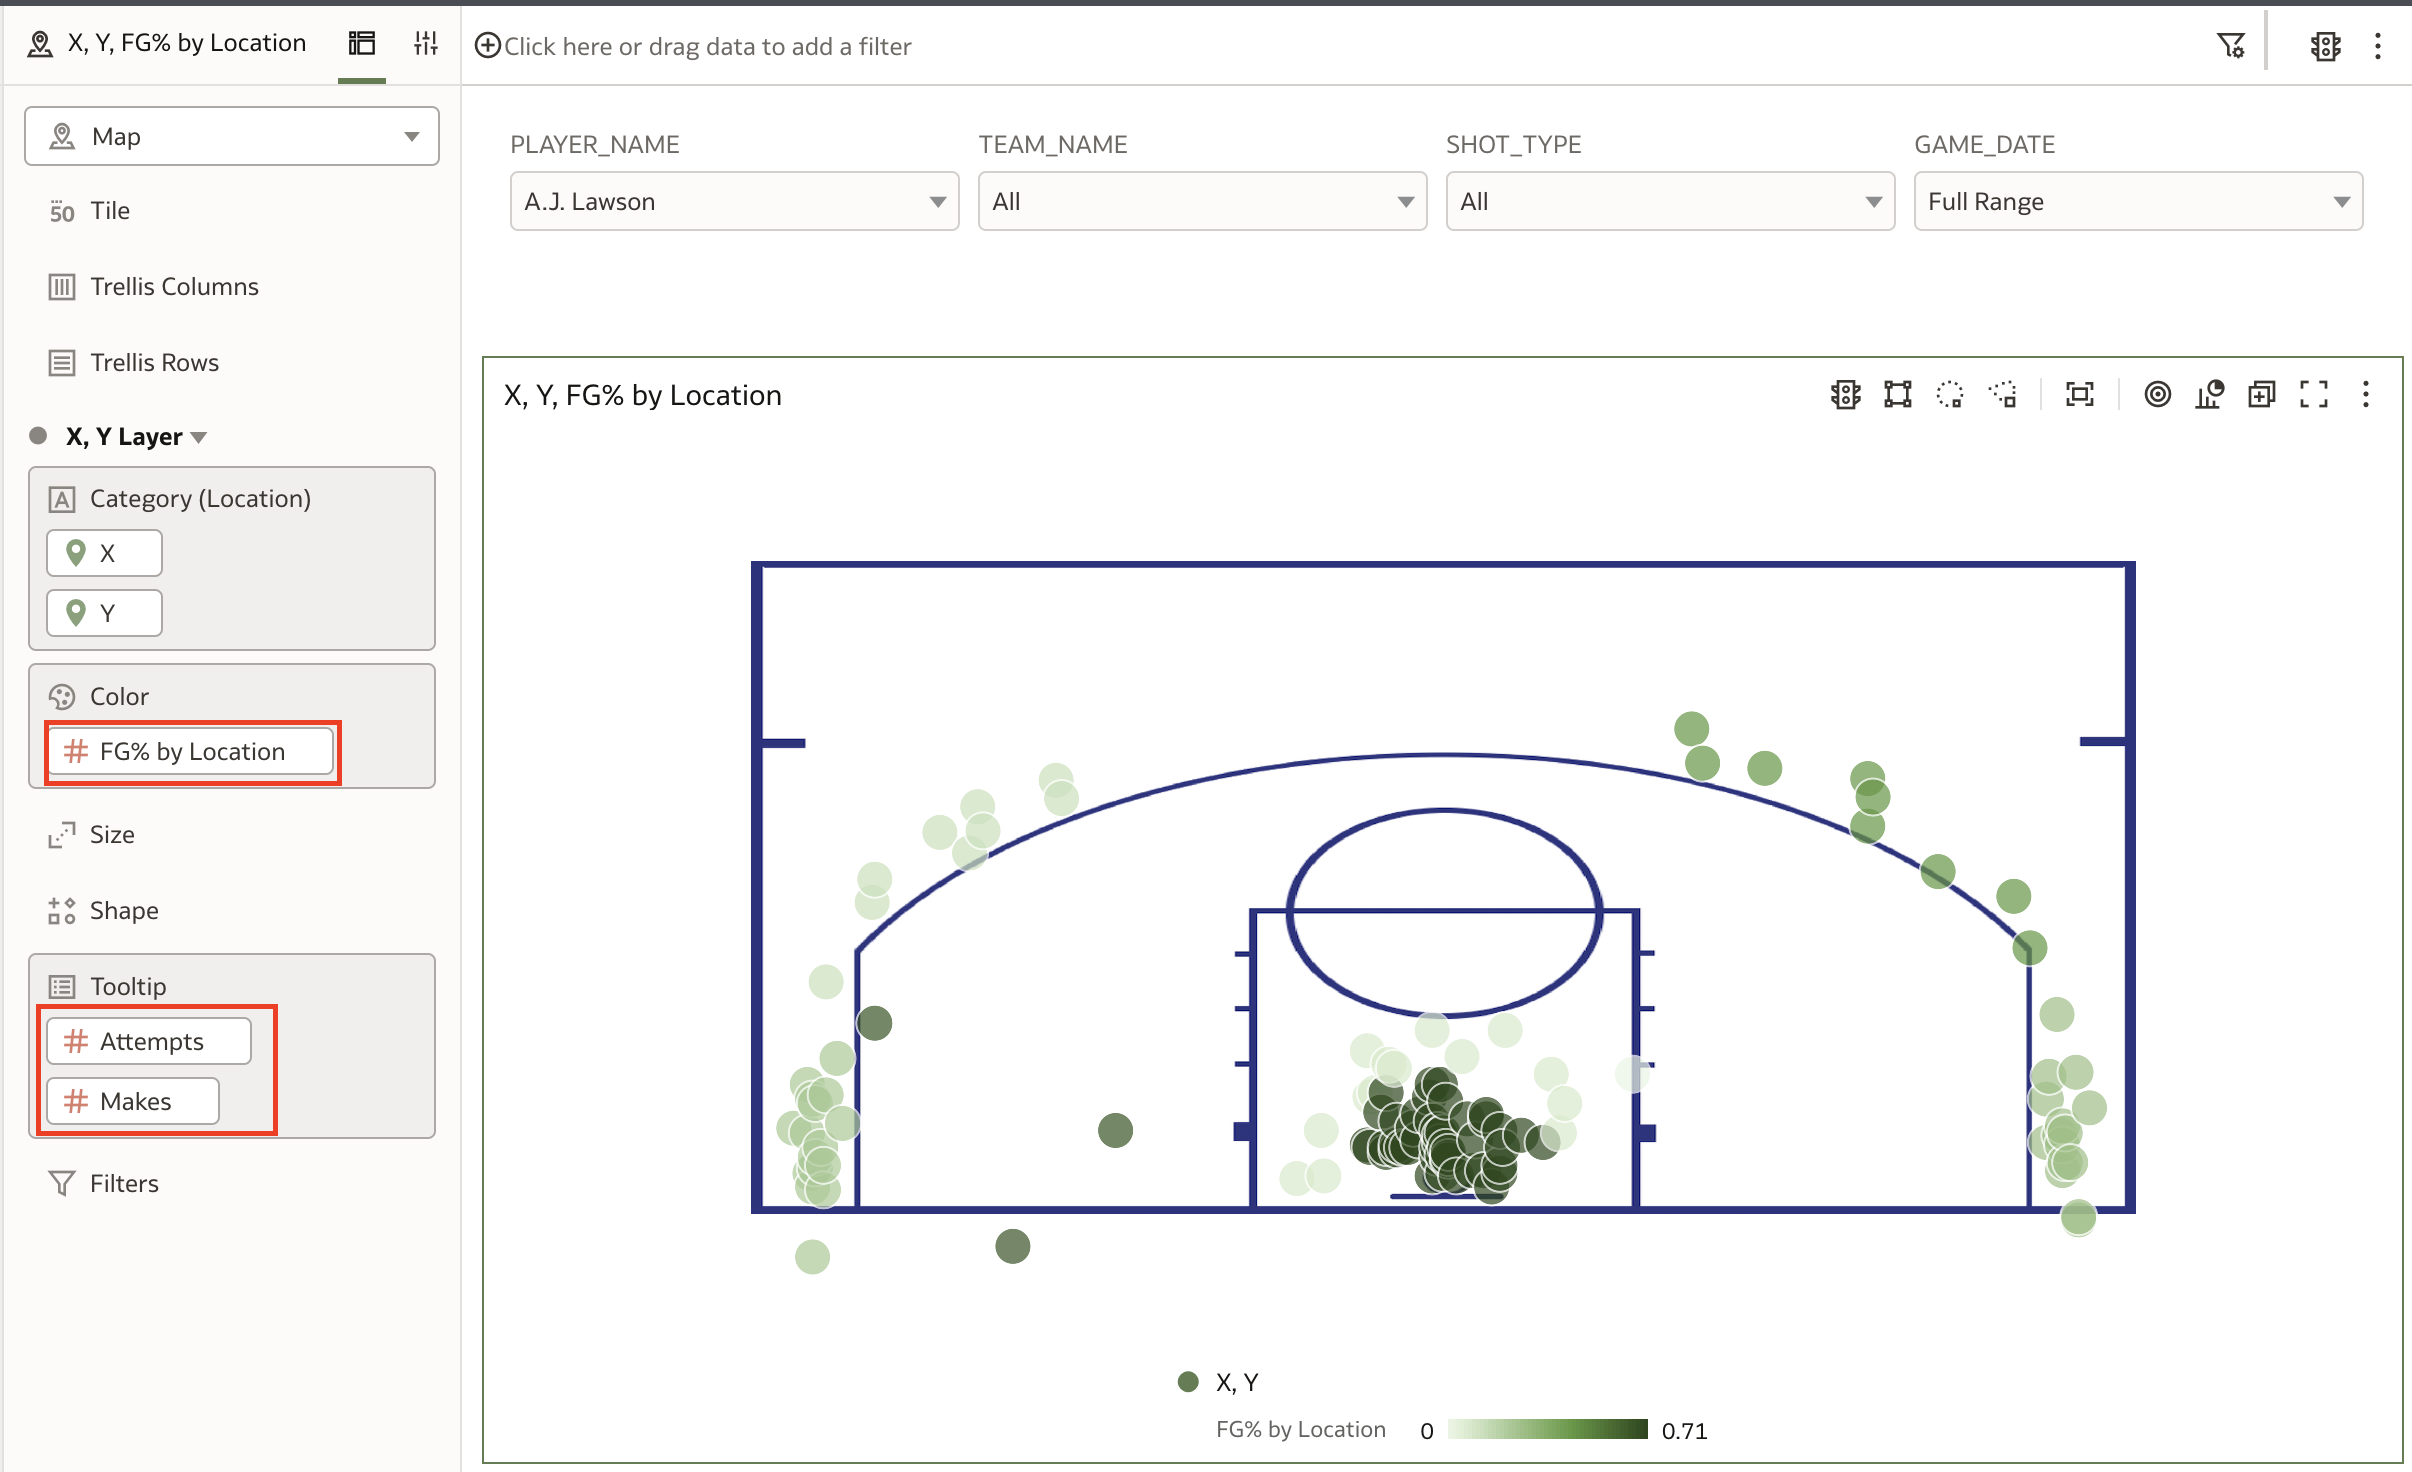 X, Y, FG% by Location
Click here or drag data to add a filter
Map
50 Tile
Trellis Columns
Trellis Rows
X, Y Layer
A Category (Location)
X
Y
Color
# FG% by Location
Size
Shape
Tooltip
# Attempts
# Makes
Filters
PLAYER_NAME TEAM_NAME SHOT_TYPE GAME_DATE
A.J. Lawson All All Full Range
X, Y, FG% by Location
X, Y
FG% by Location 0 0.71